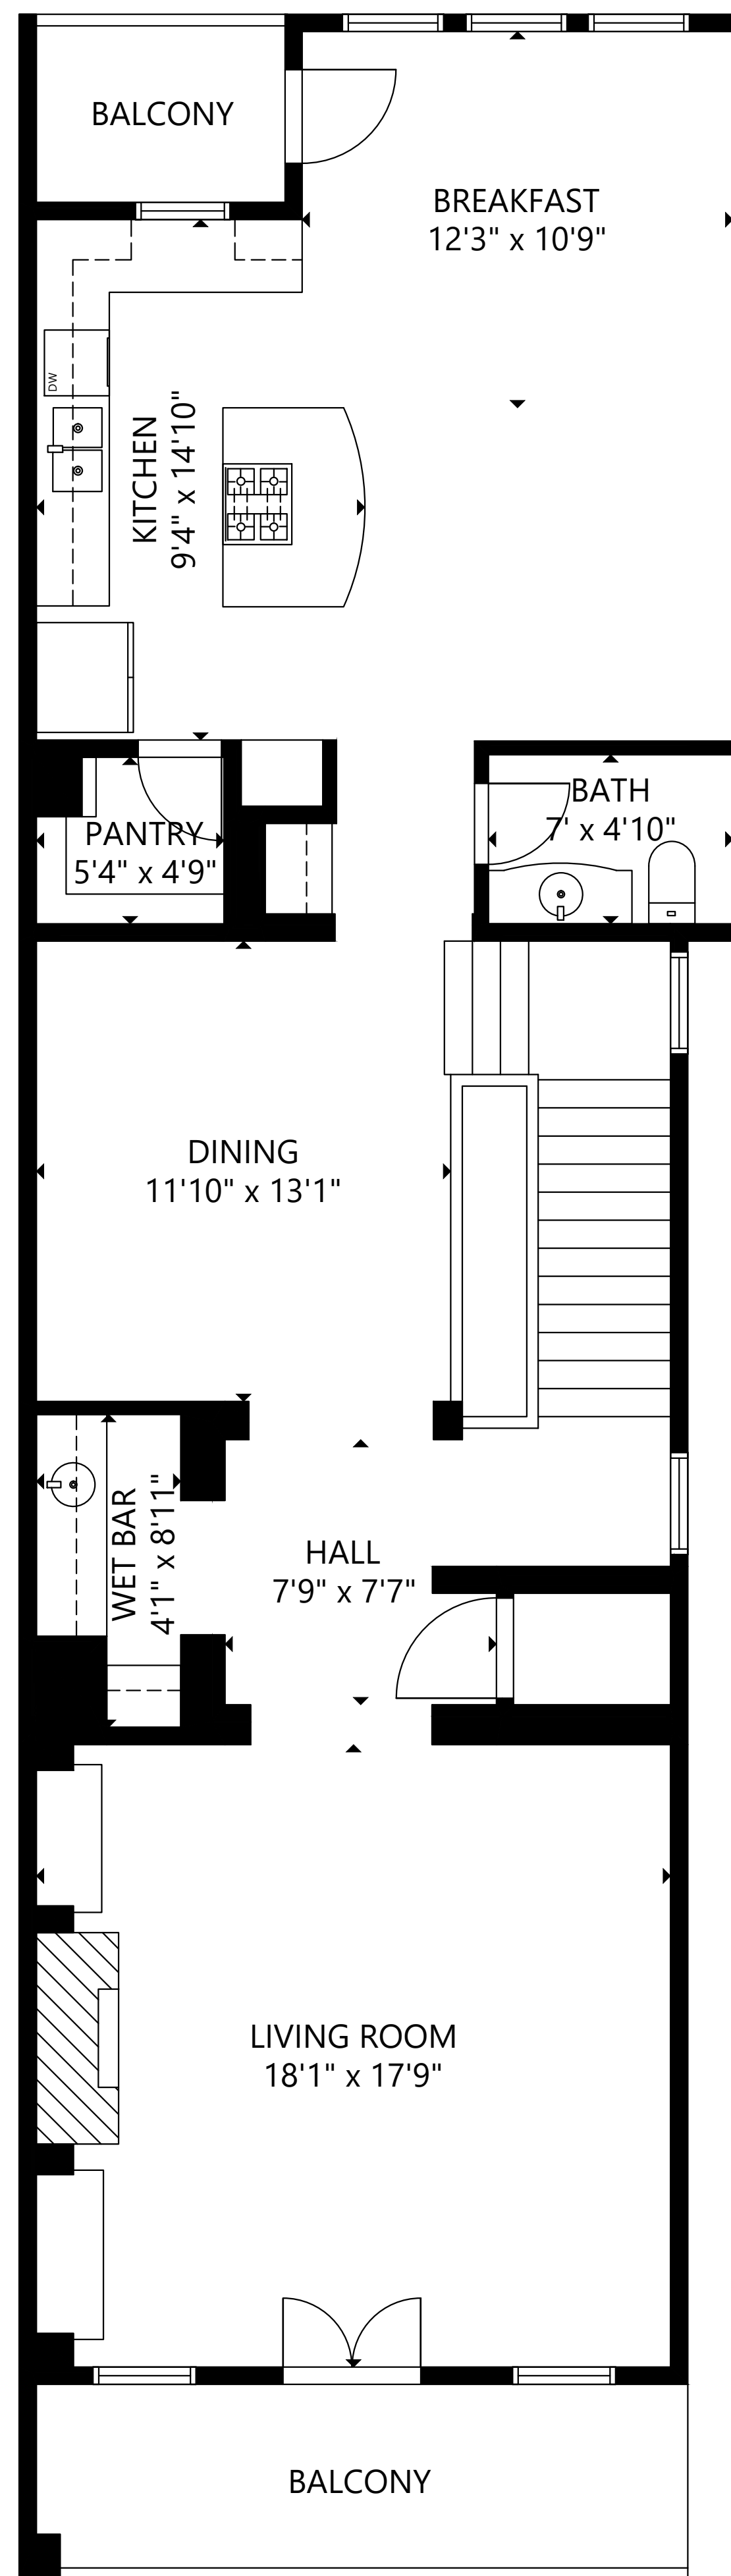 BALCONY
BREAKFAST
12'3" x 10'9"
DW
KITCHEN
9'4" x 14'10"
BATH
7' x 4'10"
PANTRY
5'4" x 4'9"
DINING
11'10" x 13'1"
WET BAR
4'1" x 8'11"
HALL
7'9" x 7'7"
LIVING ROOM
18'1" x 17'9"
BALCONY